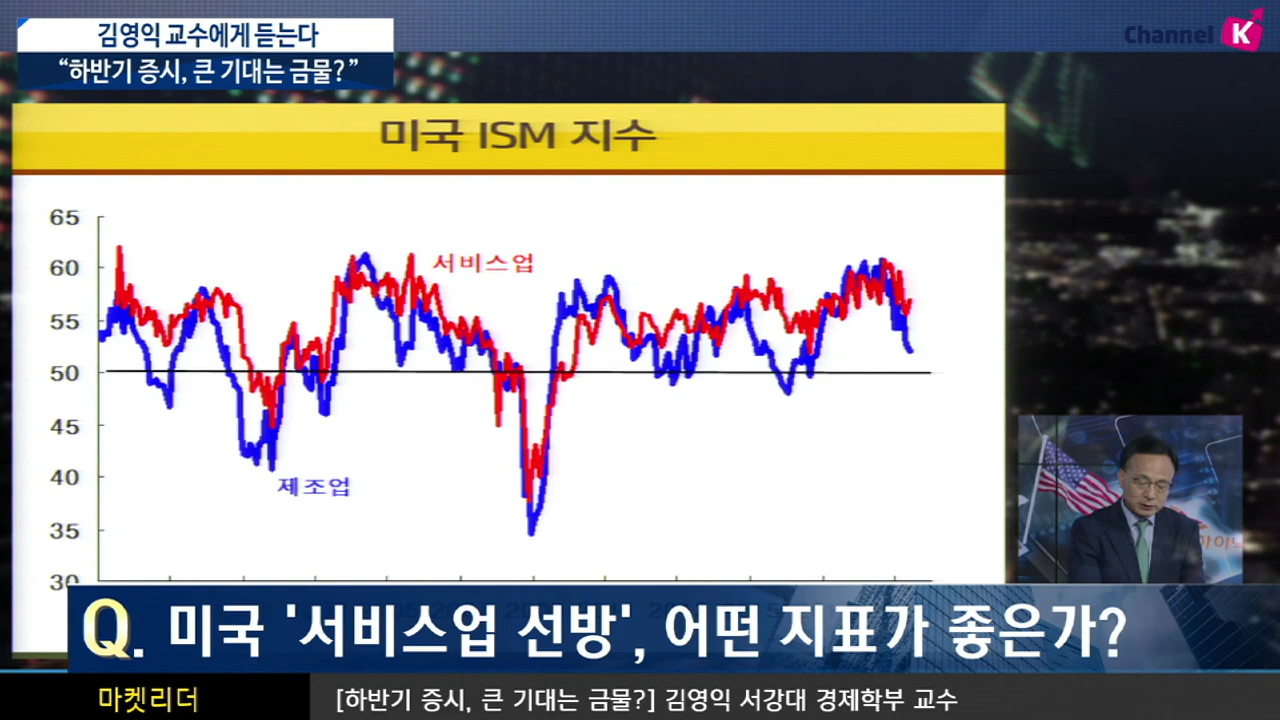 김영익 교수에게 듣는다
“하반기 증시, 큰 기대는 금물?”
Channel K
미국 ISM 지수
65
60
55
50
45
40
35
30
서비스업
제조업
Q. 미국 '서비스업 선방', 어떤 지표가 좋은가?
마켓리더
[하반기 증시, 큰 기대는 금물?] 김영익 서강대 경제학부 교수